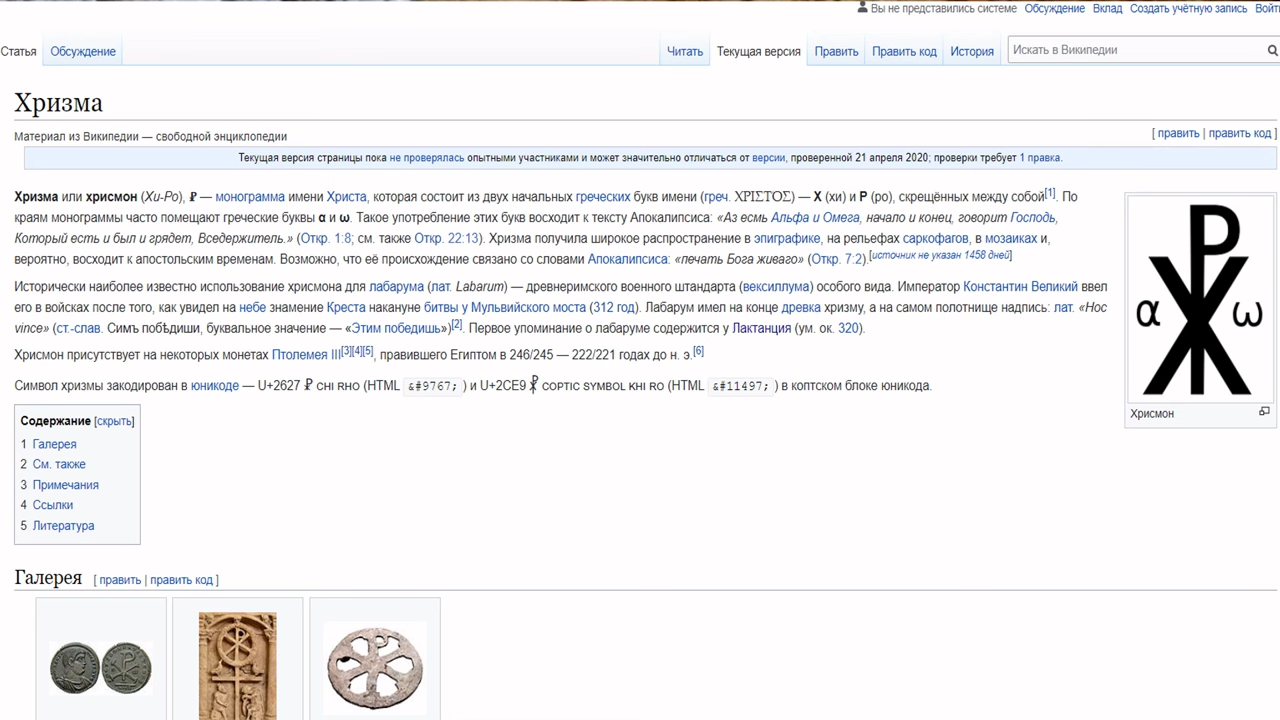 Вы не представились системе Обсуждение Вклад Создать учётную запись Войти
Статья Обсуждение Читать Текущая версия Править Править код История Искать в Википедии
Хризма
Материал из Википедии — свободной энциклопедии
[ править | править код ]
Текущая версия страницы пока не проверялась опытными участниками и может значительно отличаться от версии, проверенной 21 апреля 2020; проверки требует 1 правка.
Хризма или хрисмон (Хи-Ро), ☧ — монограмма имени Христа, которая состоит из двух начальных греческих букв имени (греч. ΧΡΙΣΤΟΣ) — Χ (хи) и Ρ (ро), скрещённых между собой[1]. По
краям монограммы часто помещают греческие буквы α и ω. Такое употребление этих букв восходит к тексту Апокалипсиса: «Аз есмь Альфа и Омега, начало и конец, говорит Господь,
Который есть и был и грядет, Вседержитель.» (Откр. 1:8; см. также Откр. 22:13). Хризма получила широкое распространение в эпиграфике, на рельефах саркофагов, в мозаиках и,
вероятно, восходит к апостольским временам. Возможно, что её происхождение связано со словами Апокалипсиса: «печать Бога живаго» (Откр. 7:2).[источник не указан 1458 дней]
Исторически наиболее известно использование хрисмона для лабарума (лат. Labarum) — древнеримского военного штандарта (вексиллума) особого вида. Император Константин Великий ввел
его в войсках после того, как увидел на небе знамение Креста накануне битвы у Мульвийского моста (312 год). Лабарум имел на конце древка хризму, а на самом полотнище надпись: лат. «Hoc
vince» (ст.-слав. Симъ побѣдиши, буквальное значение — «Этим победишь»)[2]. Первое упоминание о лабаруме содержится у Лактанция (ум. ок. 320).
Хрисмон присутствует на некоторых монетах Птолемея III[3][4][5], правившего Египтом в 246/245 — 222/221 годах до н. э.[6]
Символ хризмы закодирован в юникоде — U+2627 ☧ CHI RHO (HTML &#9767; ) и U+2CE9 ⳩ COPTIC SYMBOL KHI RO (HTML &#11497; ) в коптском блоке юникода.
α ω
Хрисмон
Содержание [скрыть]
1 Галерея
2 См. также
3 Примечания
4 Ссылки
5 Литература
Галерея [ править | править код ]